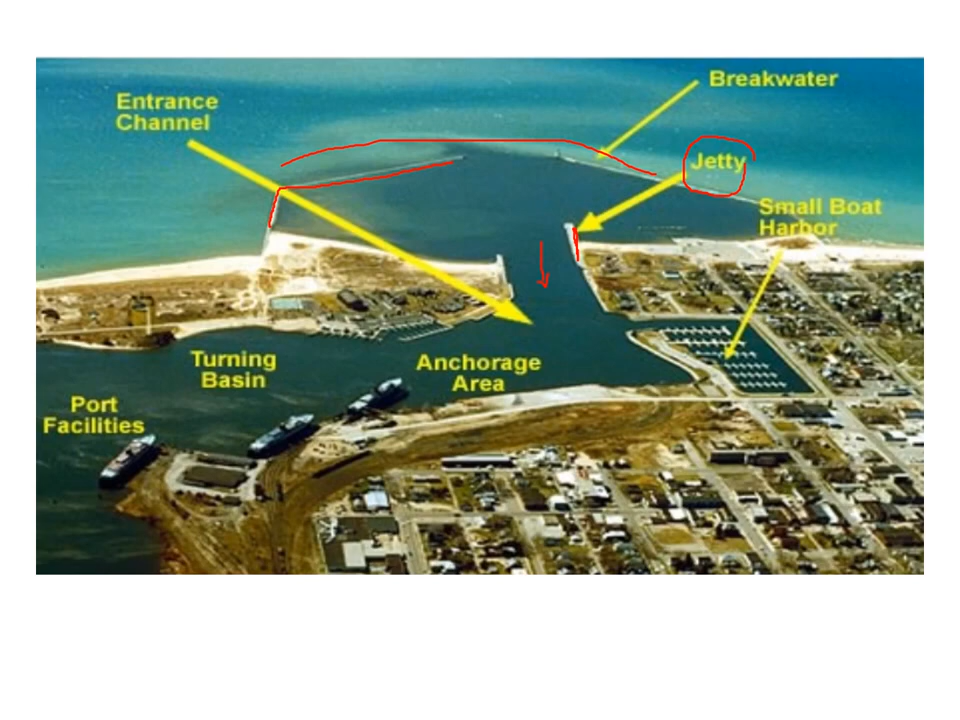 Breakwater
Entrance
Channel
Jetty
Small Boat
Harbor
Turning
Basin
Anchorage
Area
Port
Facilities